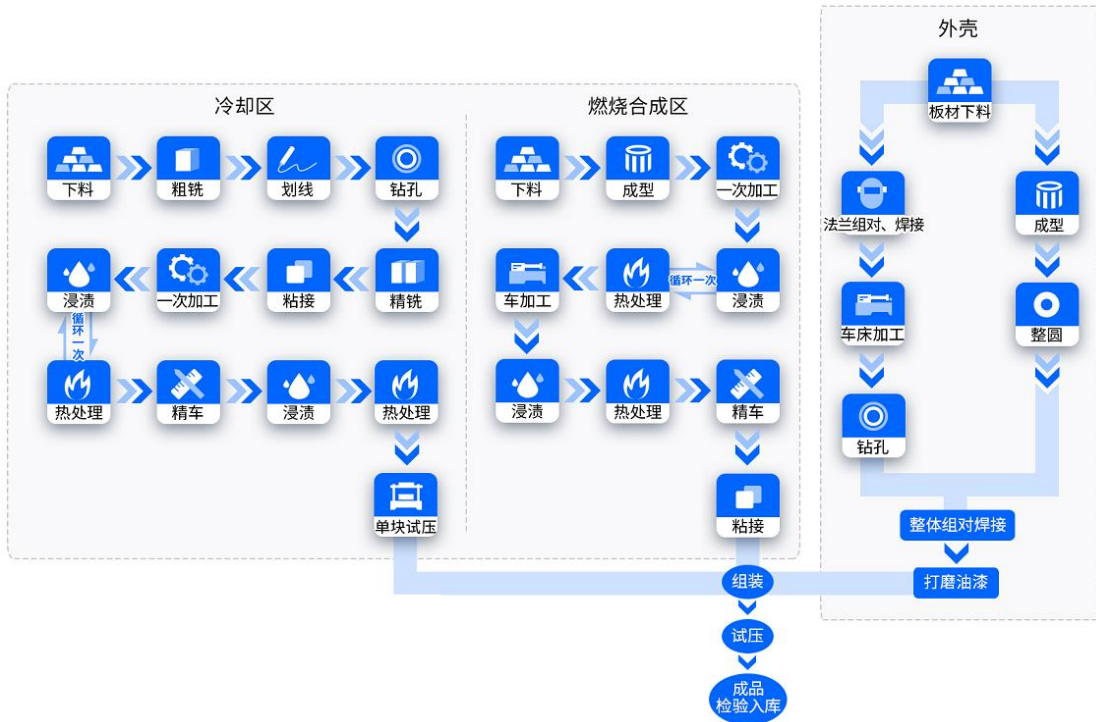 冷却区
下料
粗铣
划线
钻孔
浸渍
一次加工
粘接
精铣
循环一次
热处理
精车
浸渍
热处理
单块试压
燃烧合成区
下料
成型
一次加工
车加工
热处理
循环一次
浸渍
浸渍
热处理
精车
粘接
外壳
板材下料
法兰组对、焊接
成型
车床加工
整圆
钻孔
整体组对焊接
打磨油漆
组装
试压
成品
检验入库